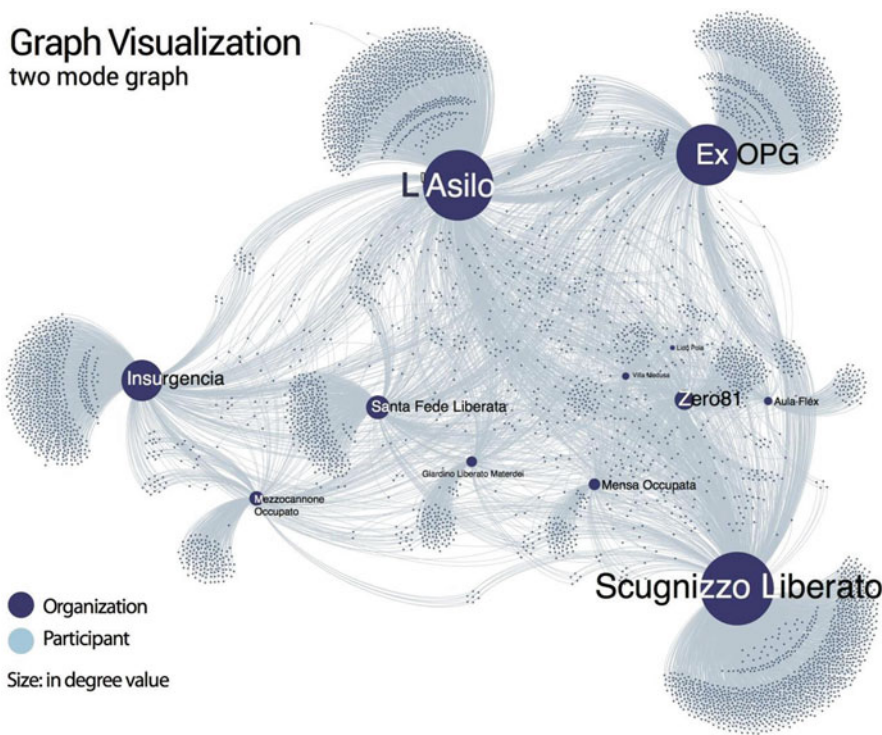 Graph Visualization
two mode graph
L'Asilo
Ex OPG
Insurgencia
Santa Fede Liberata
Villa Medusa
Zero81
Aula Fléx
Giardino Liberato Materdei
Mensa Occupata
Mezzocannone
Occupato
Scugnizzo Liberato
Organization
Participant
Size: in degree value